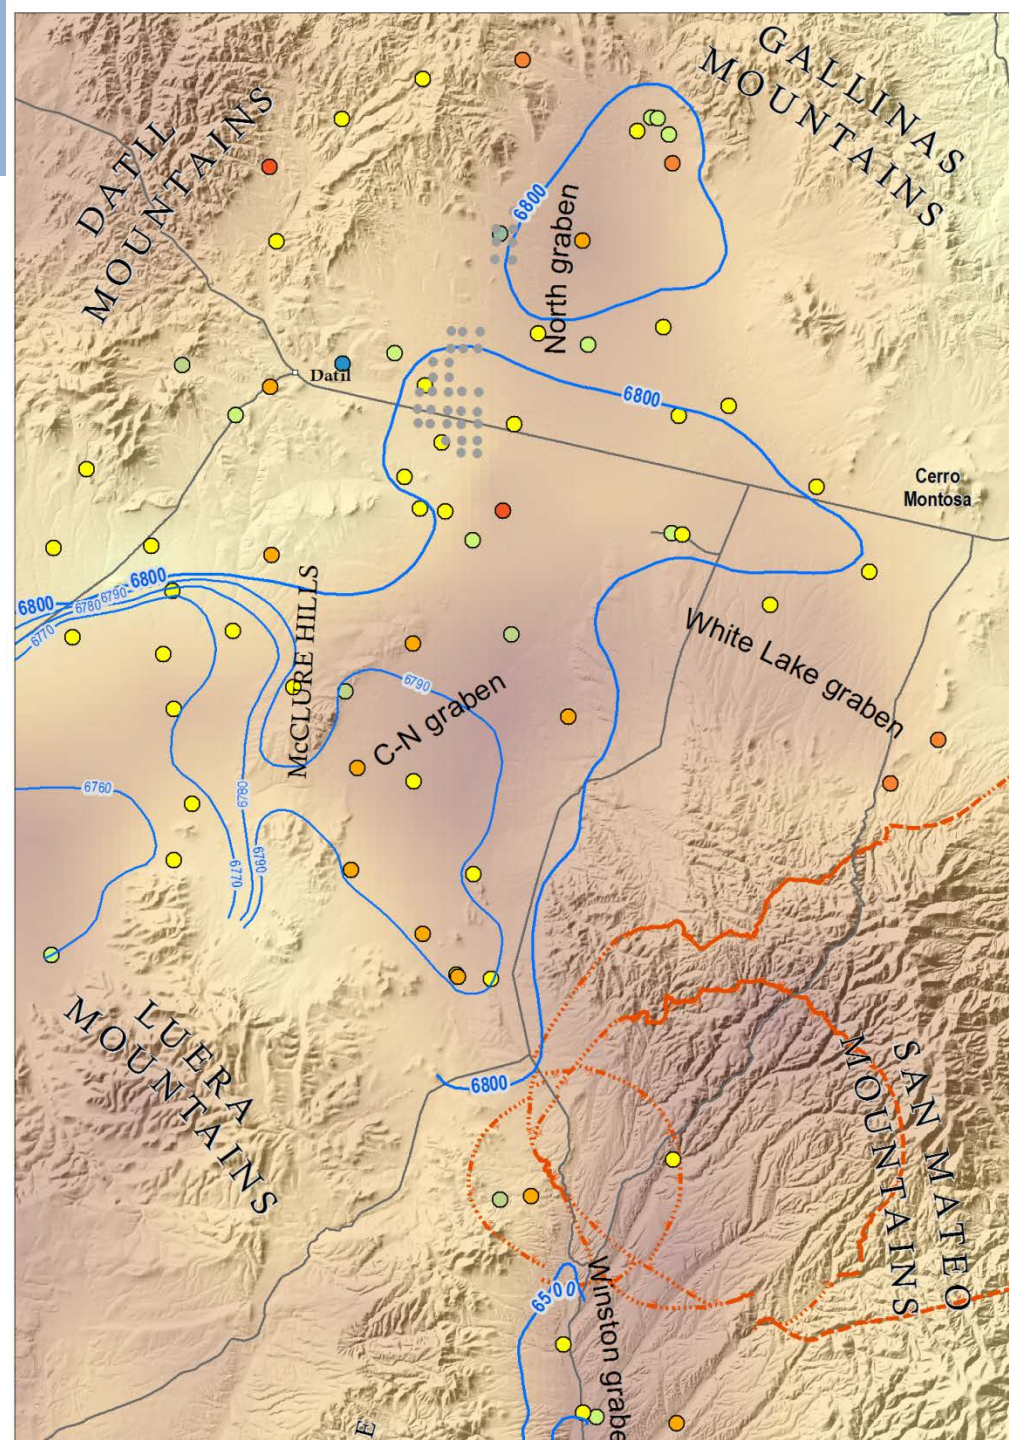 GALLINAS
MOUNTAINS
DATIL
MOUNTAINS
6800
North graben
Datil
6800
Cerro
Montosa
6800
6800
6780
6790
6770
McCLURE HILLS
White Lake graben
6790
C-N graben
6760
6780
6790
6770
LUERA
MOUNTAINS
SAN MATEO
MOUNTAINS
6800
6500
Winston grabe
E